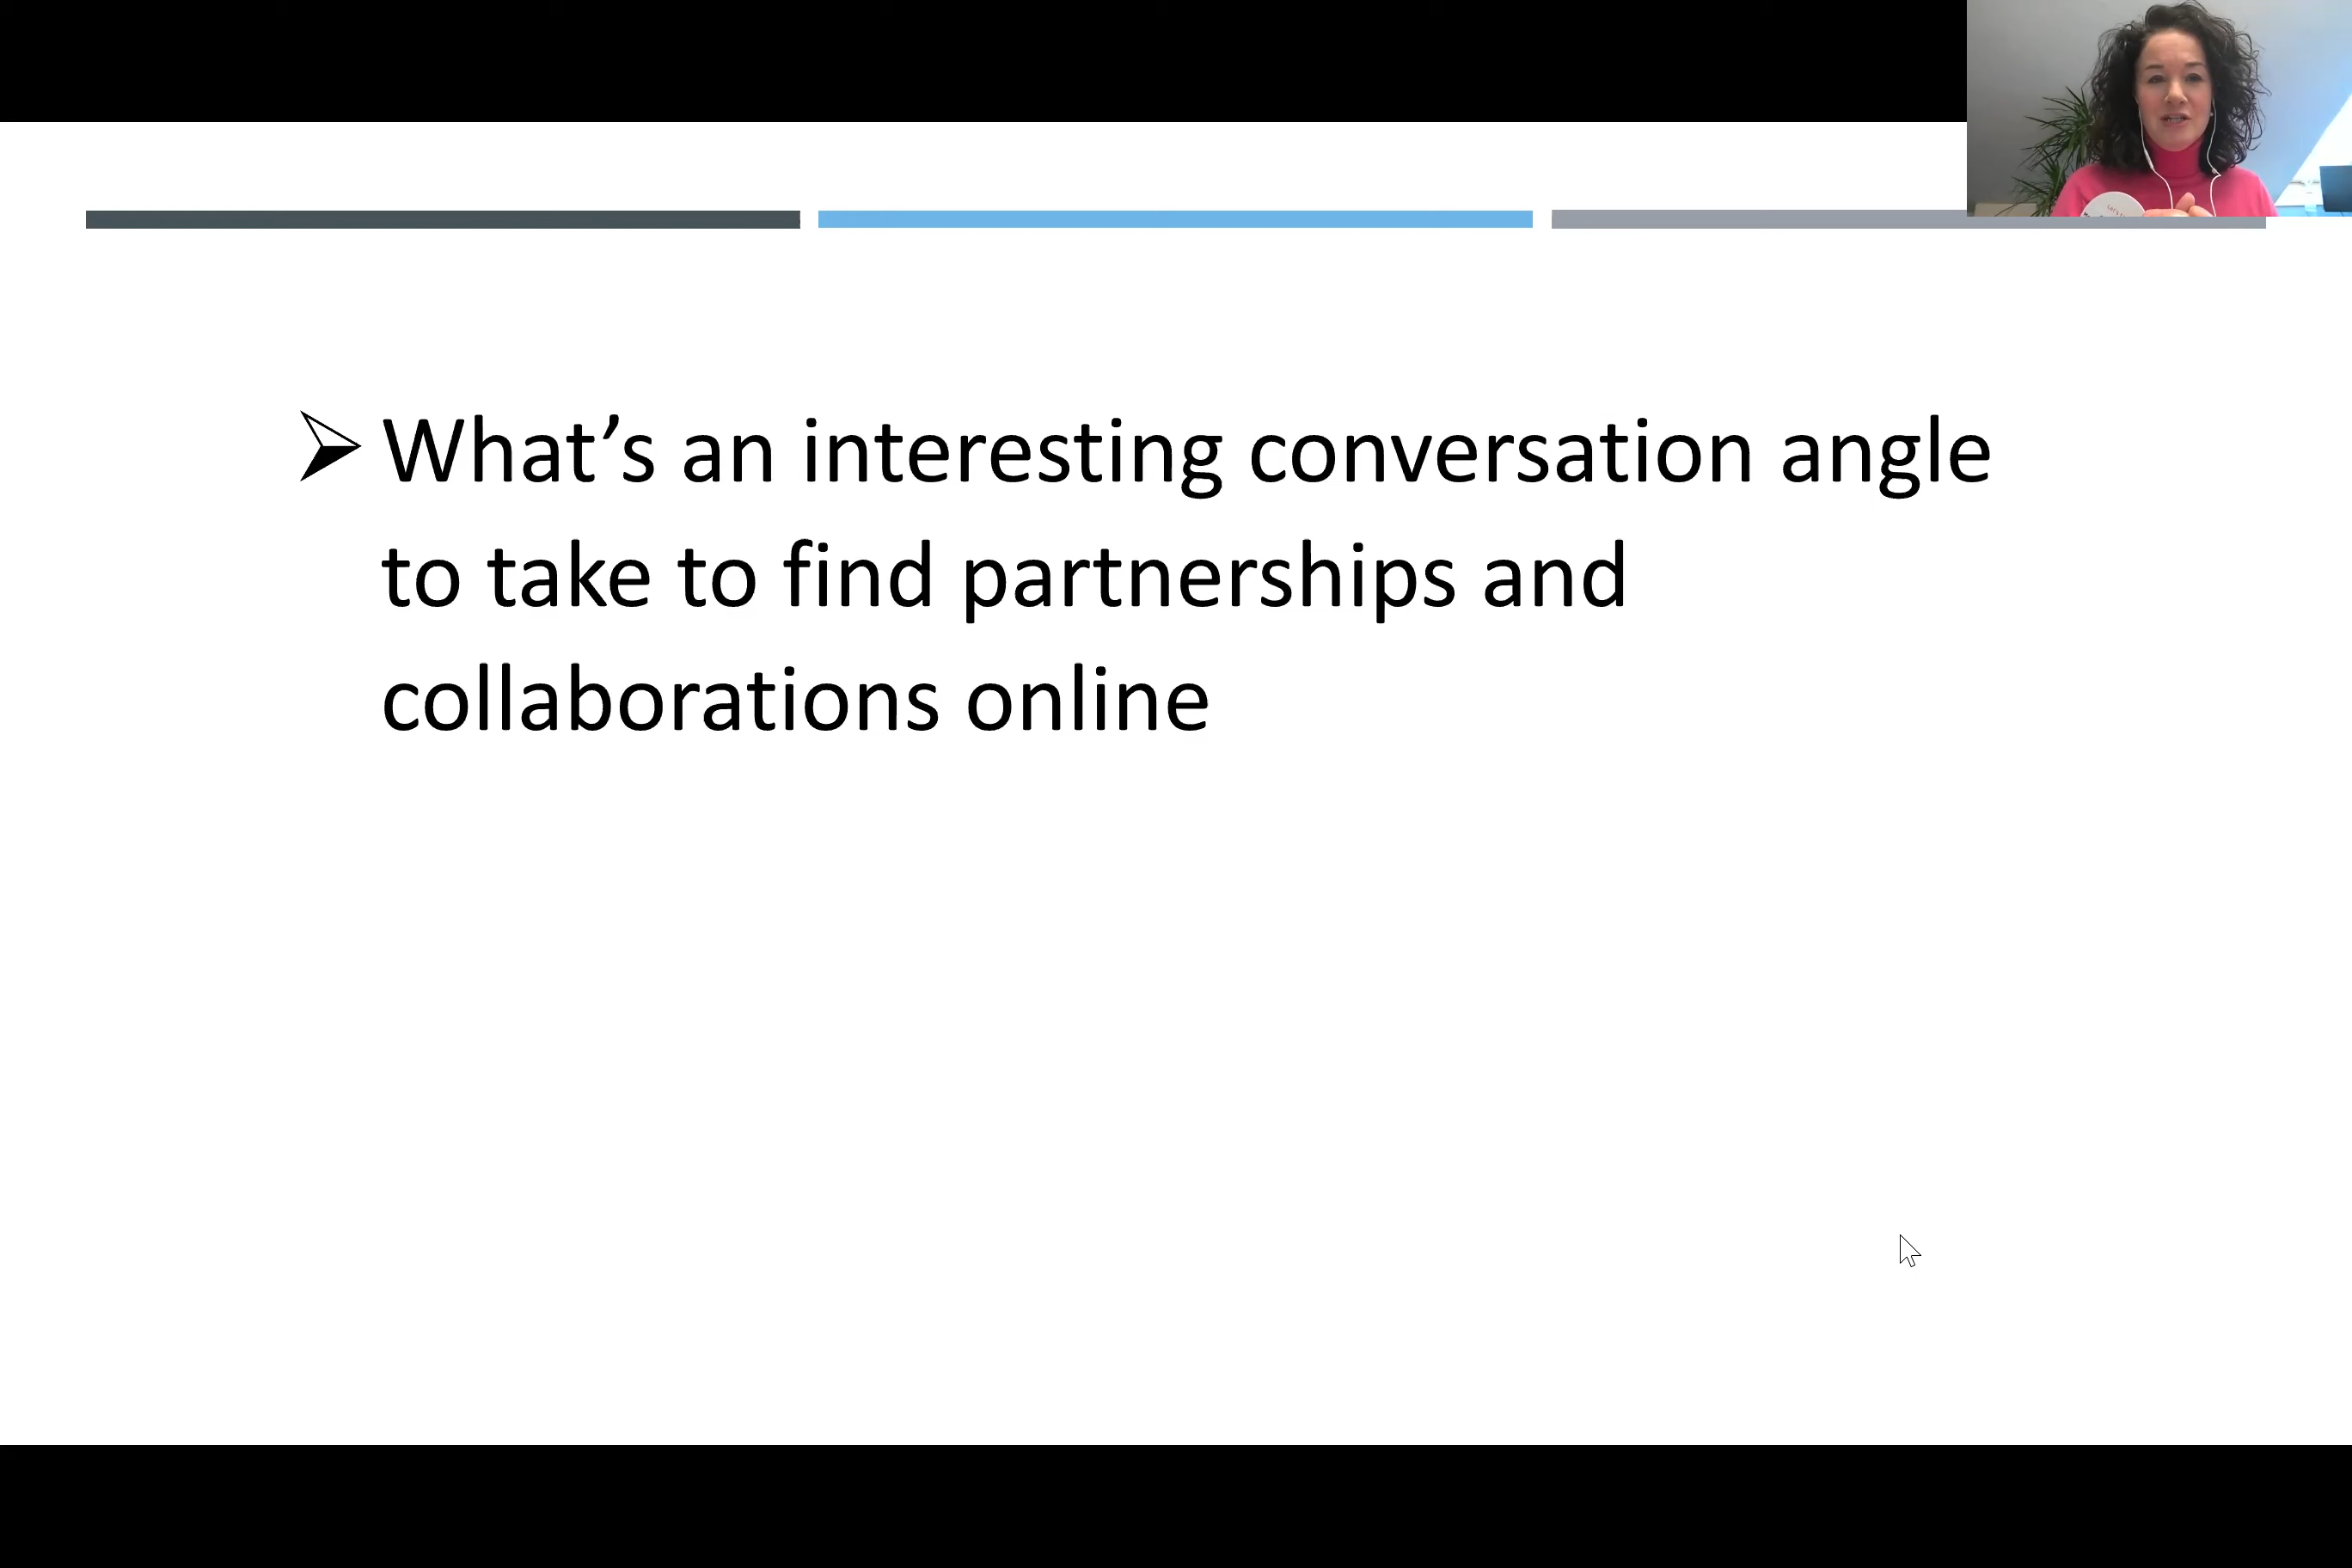 What’s an interesting conversation angle
to take to find partnerships and
collaborations online